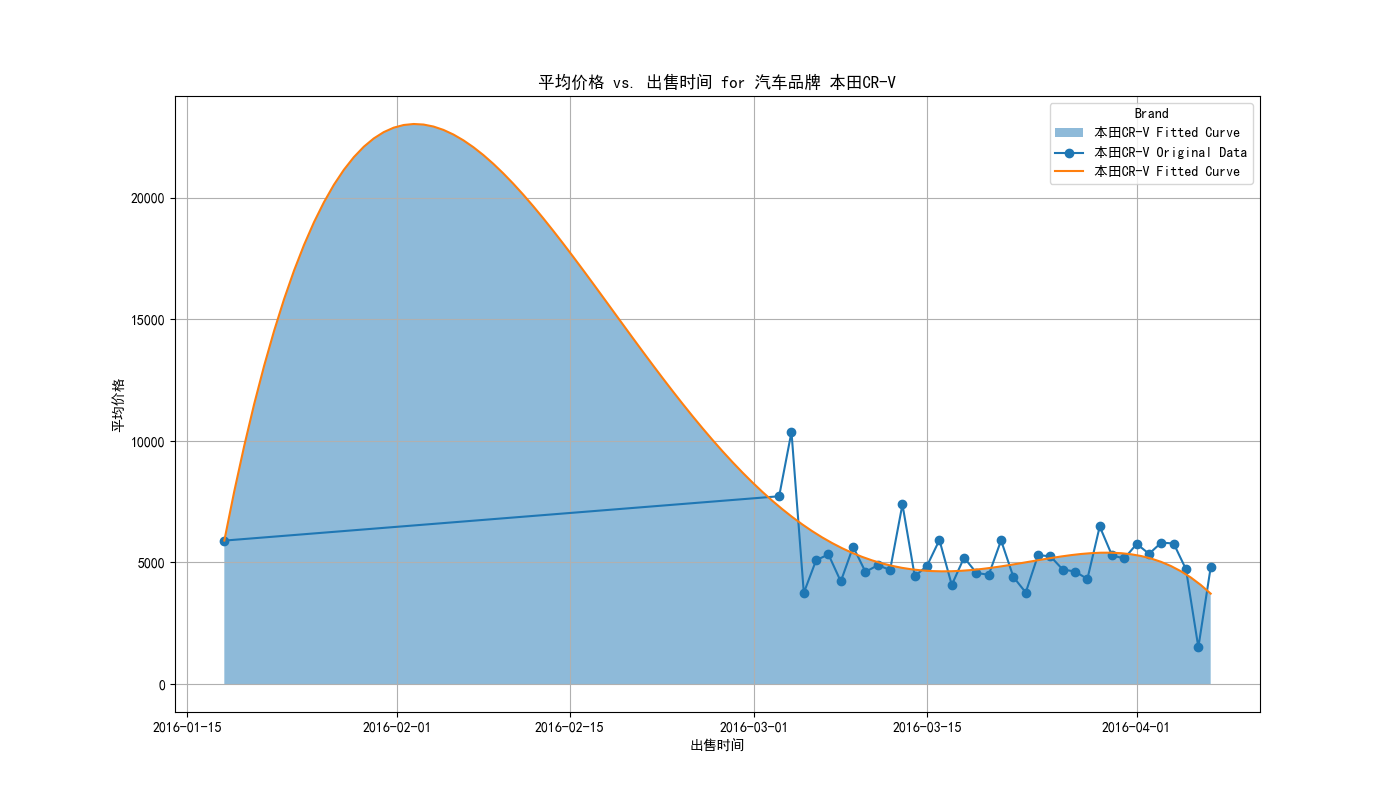 平均价格 vs. 出售时间 for 汽车品牌 本田CR-V
Brand
本田CR-V Fitted Curve
本田CR-V Original Data
本田CR-V Fitted Curve
平均价格
20000
15000
10000
5000
0
2016-01-15 2016-02-01 2016-02-15 2016-03-01 2016-03-15 2016-04-01
出售时间